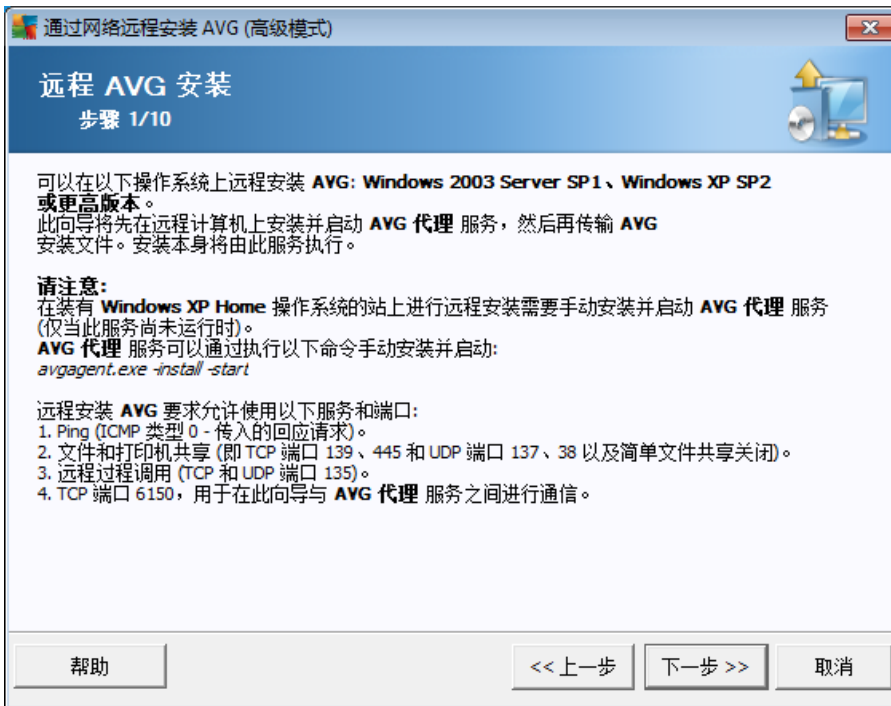 通过网络远程安装 AVG (高级模式)
远程 AVG 安装
步骤 1/10
可以在以下操作系统上远程安装 AVG: Windows 2003 Server SP1、Windows XP SP2
或更高版本。
此向导将先在远程计算机上安装并启动 AVG 代理 服务，然后再传输 AVG
安装文件。安装本身将由此服务执行。
请注意:
在装有 Windows XP Home 操作系统的站上进行远程安装需要手动安装并启动 AVG 代理 服务
(仅当此服务尚未运行时)。
AVG 代理 服务可以通过执行以下命令手动安装并启动:
avgagent.exe -install -start
远程安装 AVG 要求允许使用以下服务和端口:
1. Ping (ICMP 类型 0 - 传入的回应请求)。
2. 文件和打印机共享 (即 TCP 端口 139、445 和 UDP 端口 137、38 以及简单文件共享关闭)。
3. 远程过程调用 (TCP 和 UDP 端口 135)。
4. TCP 端口 6150，用于在此向导与 AVG 代理 服务之间进行通信。
帮助
<< 上一步
下一步 >>
取消